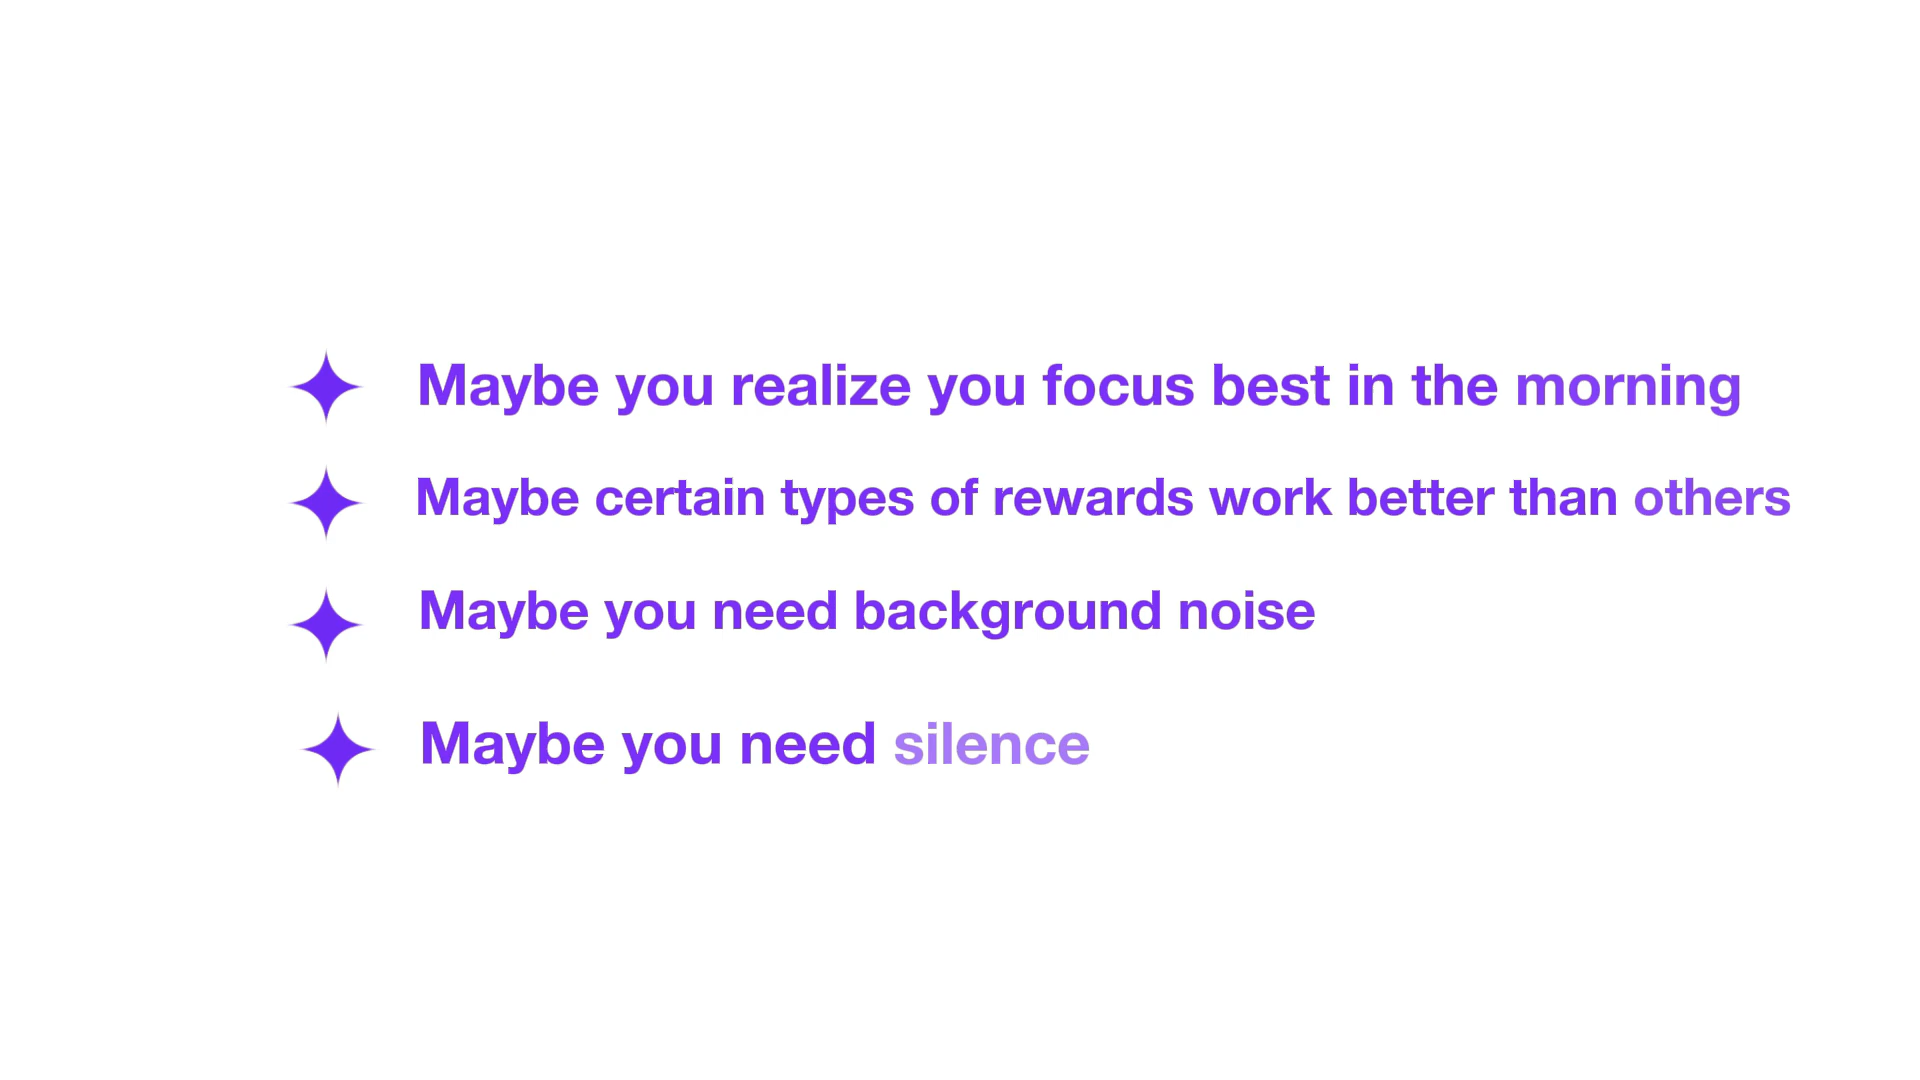 Maybe you realize you focus best in the morning
Maybe certain types of rewards work better than others
Maybe you need background noise
Maybe you need silence